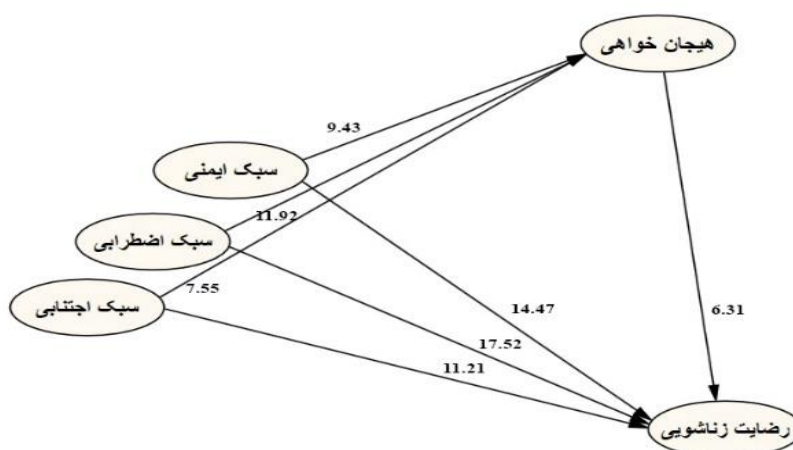 هیجان خواهی
9.43
سبک ایمنی
11.92
سبک اضطرابی
7.55
سبک اجتنابی
14.47
6.31
17.52
11.21
رضایت زناشویی